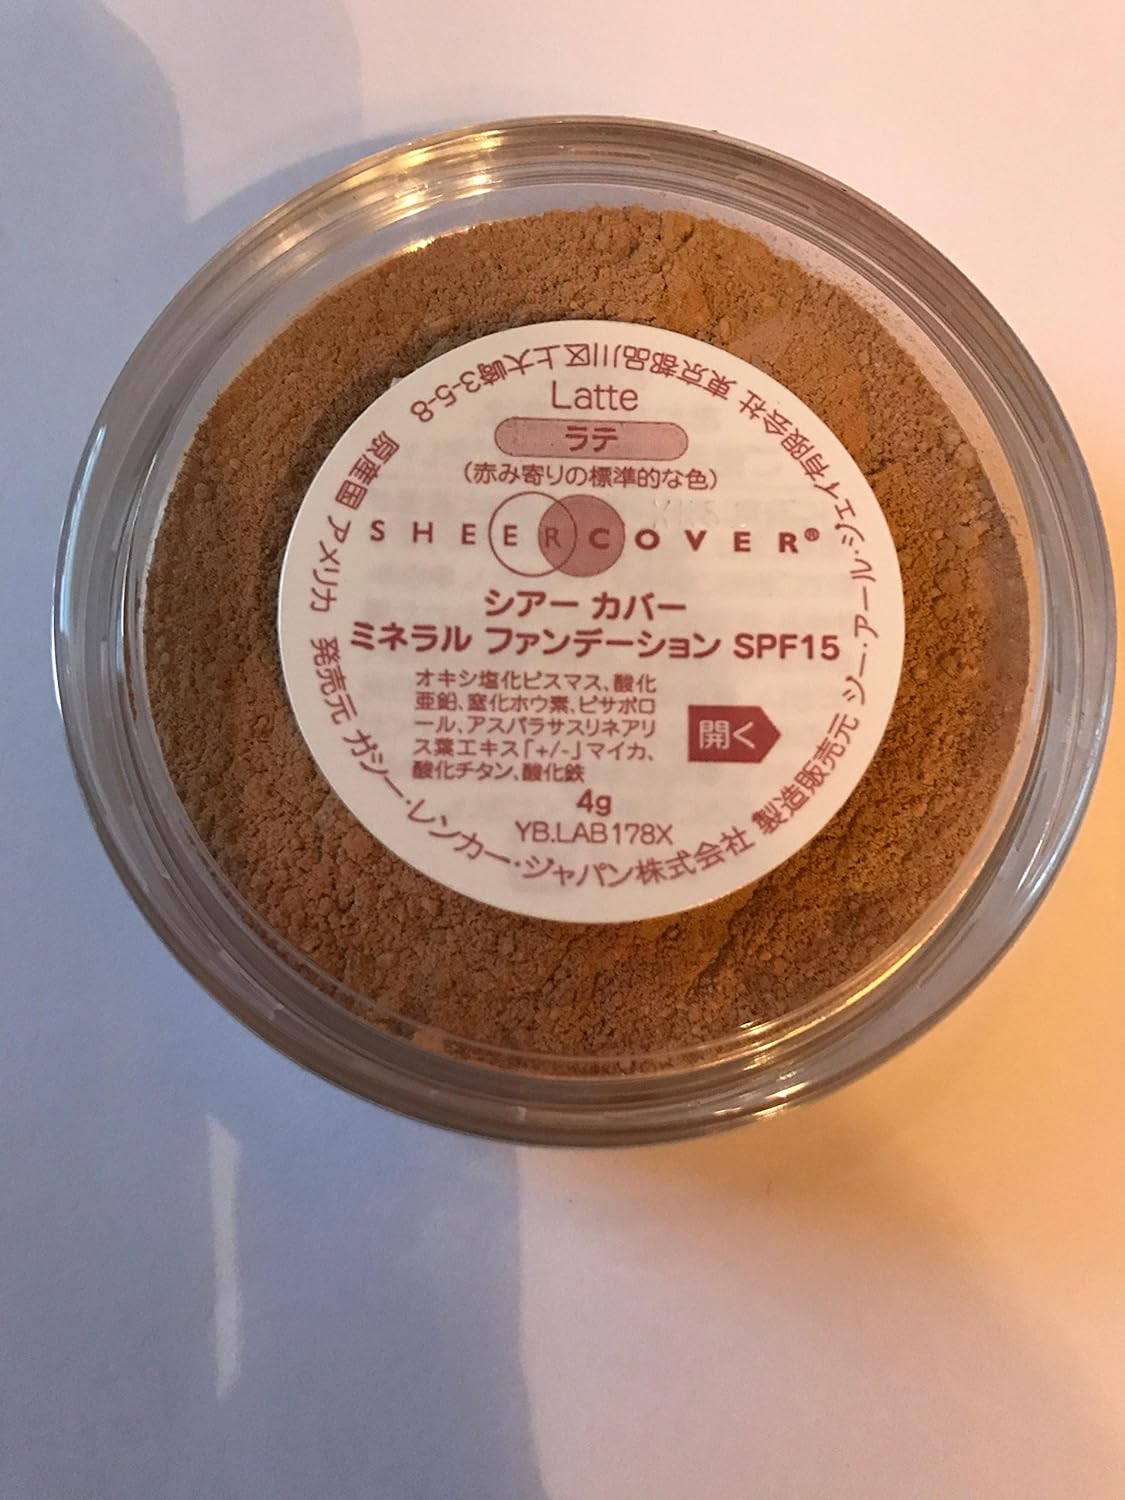 Latte
ラテ
(赤み寄りの標準的な色)
SHEER COVER®
シアー カバー
ミネラル ファンデーション SPF15
オキシ塩化ビスマス、酸化
亜鉛、窒化ホウ素、ビサボロ
ール、アスパラサスリネアリ
ス葉エキス「+/-」マイカ、
酸化チタン、酸化鉄
開く
4g
YB.LAB178X
原産国 アメリカ 発売元 ガシー・レンカー・ジャパン株式会社 製造販売元 シー・アール・ジェイ有限会社 東京都品川区上大崎3-5-8